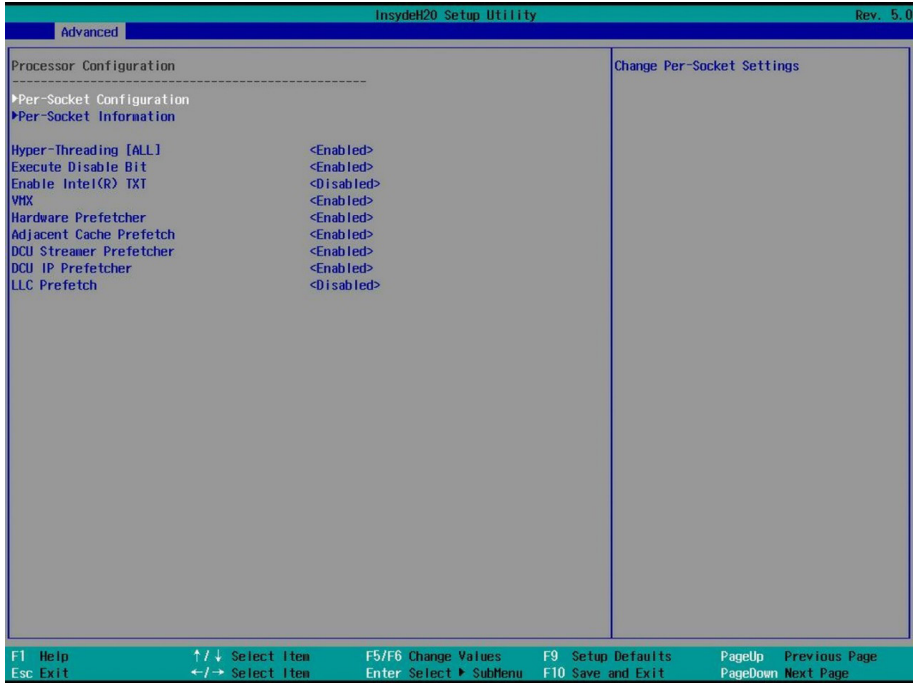 InsydeH2O Setup Utility Rev. 5.0
Advanced
Processor Configuration
------------------------------------------------
▶Per-Socket Configuration
▶Per-Socket Information
Hyper-Threading [ALL] <Enabled>
Execute Disable Bit <Enabled>
Enable Intel(R) TXT <Disabled>
VMX <Enabled>
Hardware Prefetcher <Enabled>
Adjacent Cache Prefetch <Enabled>
DCU Streamer Prefetcher <Enabled>
DCU IP Prefetcher <Enabled>
LLC Prefetch <Disabled>
Change Per-Socket Settings
F1 Help ↑/↓ Select Item F5/F6 Change Values F9 Setup Defaults PageUp Previous Page
Esc Exit ←/→ Select Item Enter Select ▶ SubMenu F10 Save and Exit PageDown Next Page